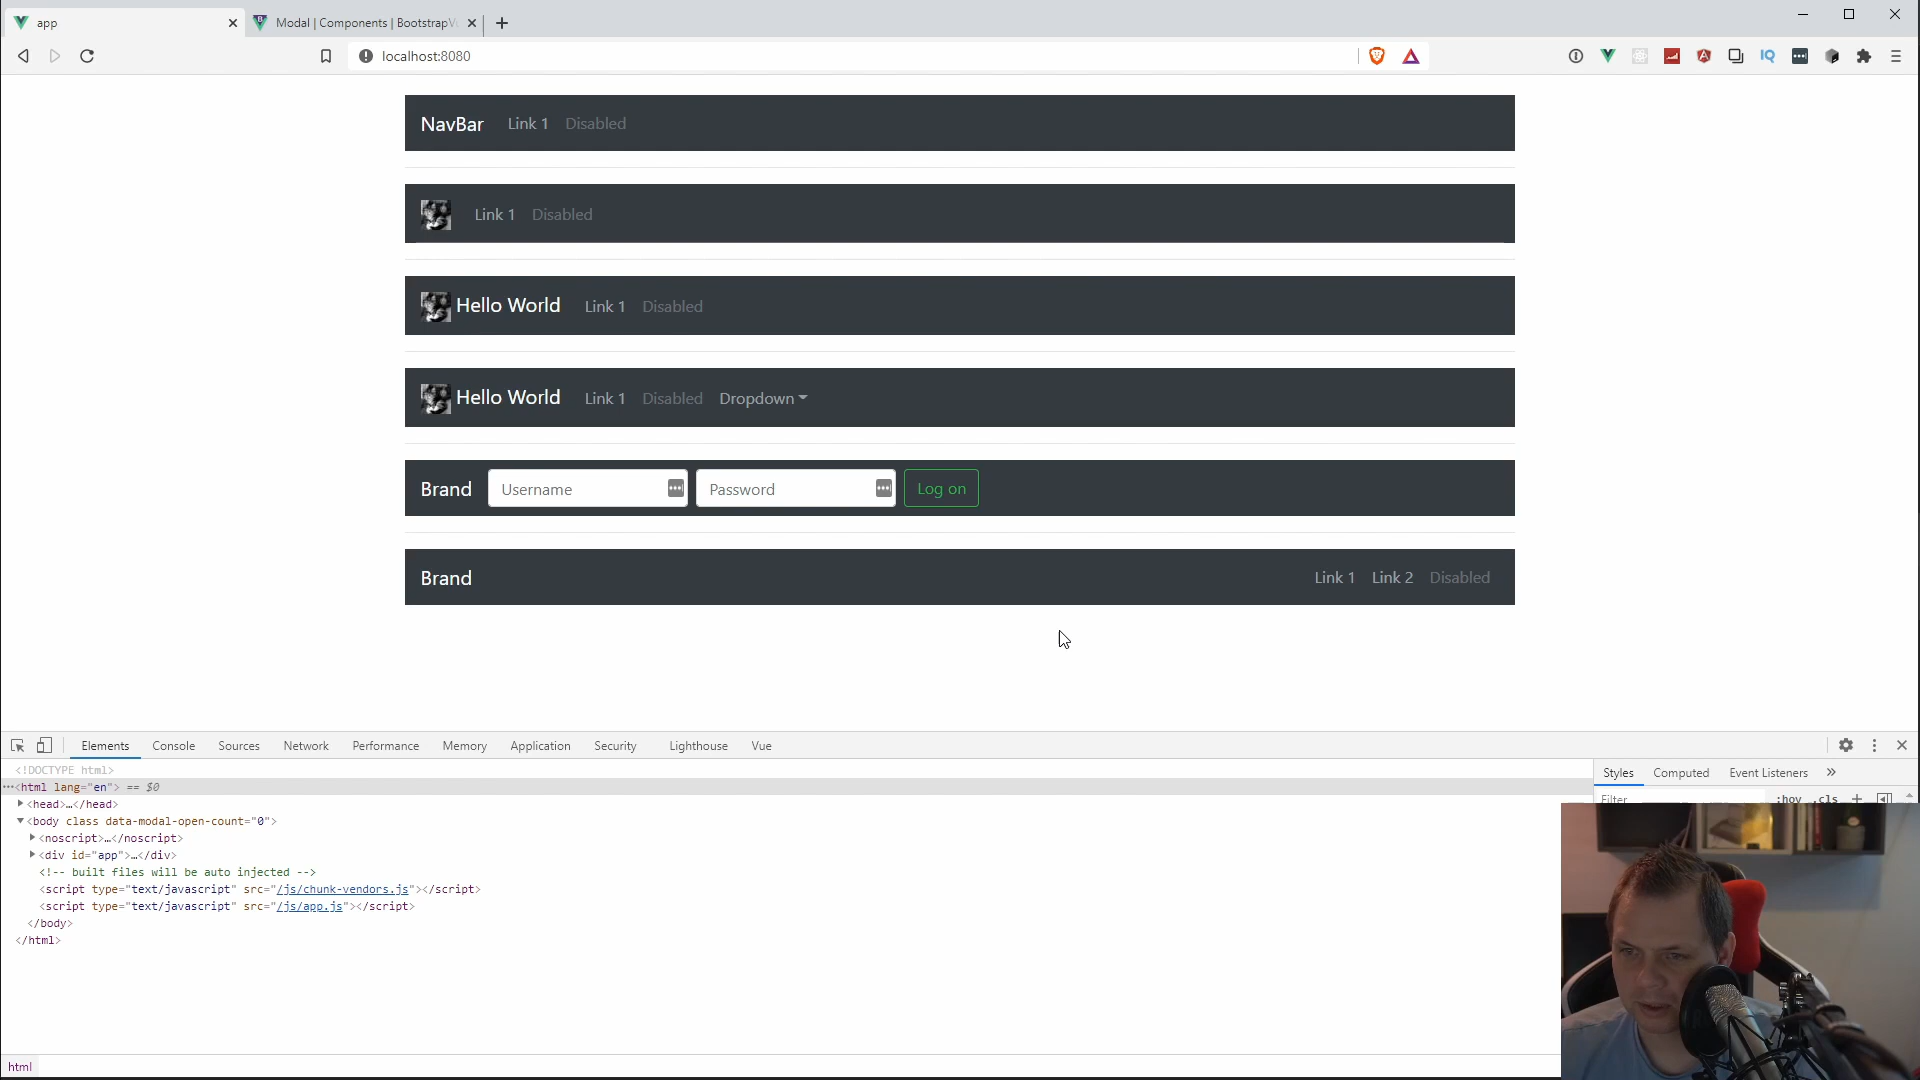 app
Modal | Components | BootstrapV
localhost:8080
IQ
NavBar Link 1 Disabled
Link 1 Disabled
Hello World Link 1 Disabled
Hello World Link 1 Disabled Dropdown
Brand Username Password Log on
Brand Link 1 Link 2 Disabled
Elements Console Sources Network Performance Memory Application Security Lighthouse Vue
<!DOCTYPE html>
<html lang="en"> == $0
<head>…</head>
<body class data-modal-open-count="0">
<noscript>…</noscript>
<div id="app">…</div>
<!-- built files will be auto injected -->
<script type="text/javascript" src="/js/chunk-vendors.js"></script>
<script type="text/javascript" src="/js/app.js"></script>
</body>
</html>
html
Styles Computed Event Listeners »
Filter :hov .cls +